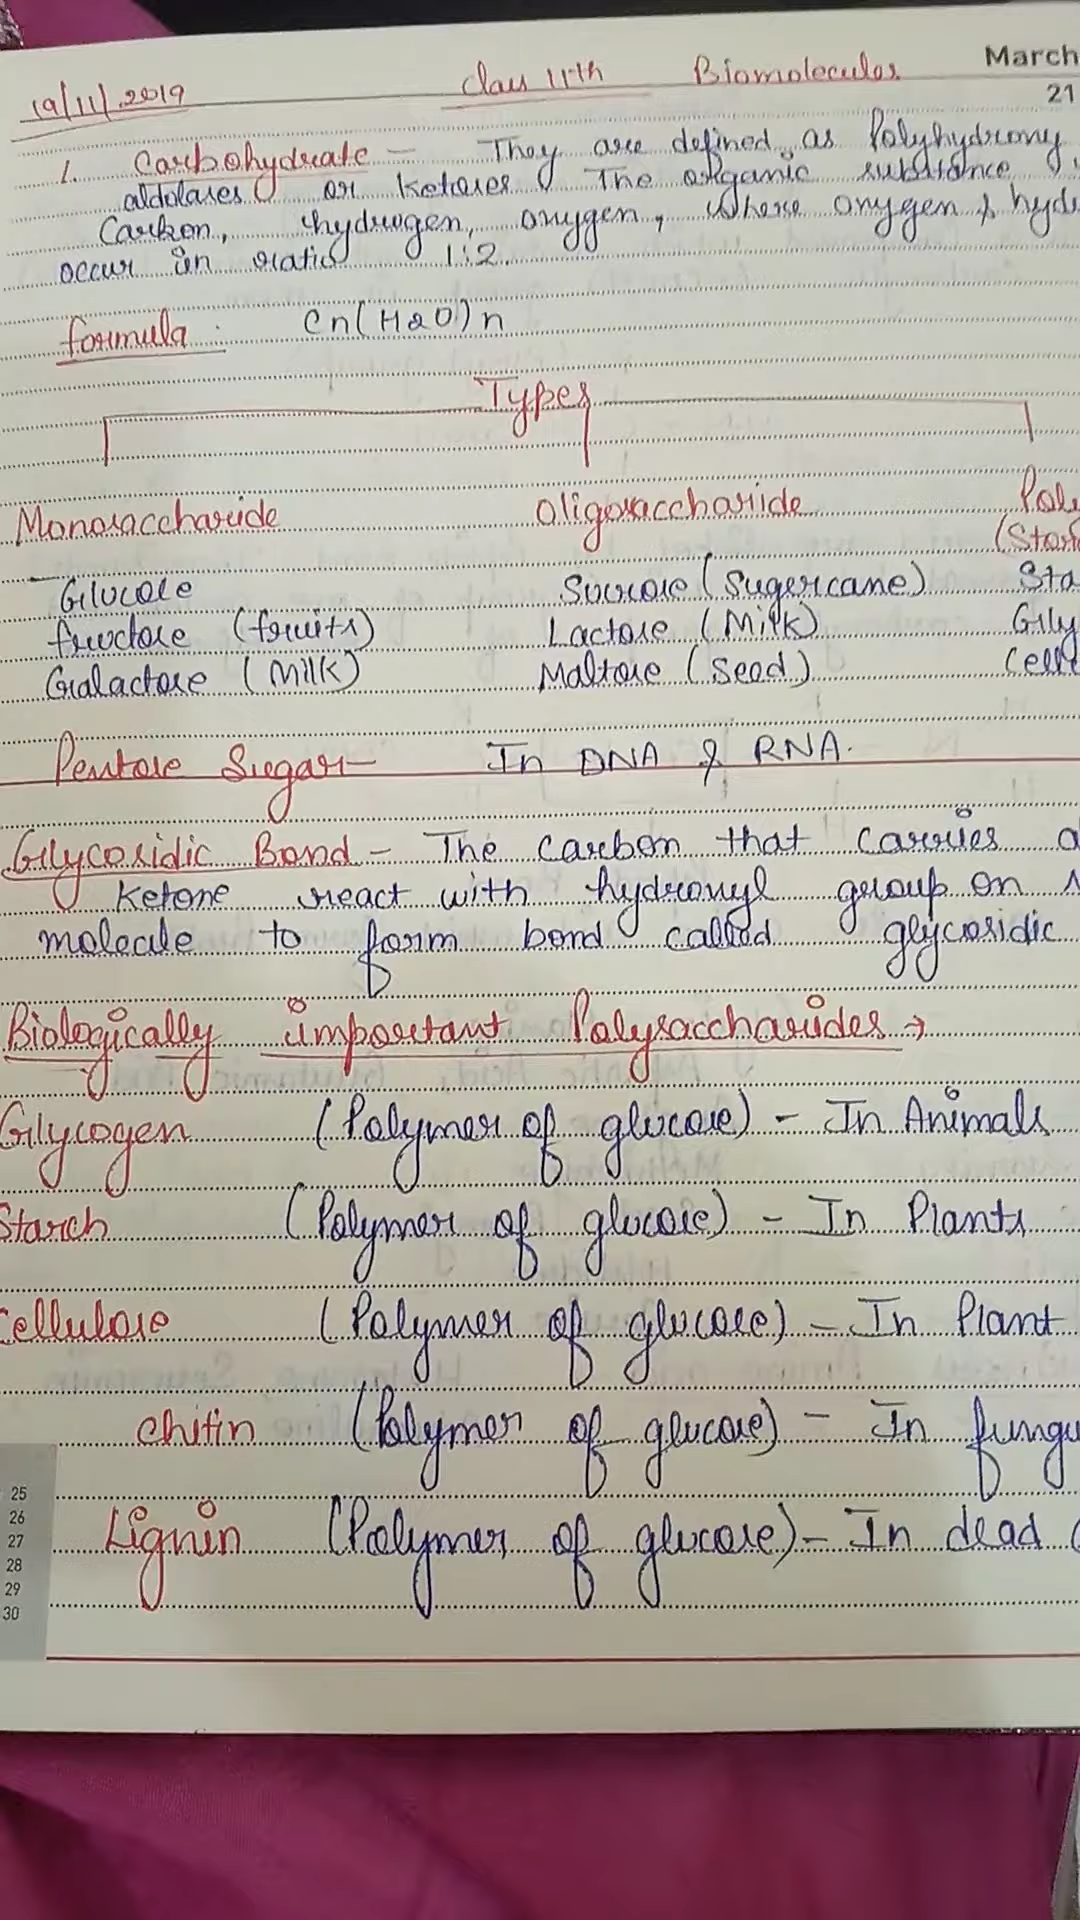 March
21
19/11/2019 Class 11th Biomolecules
1. Carbohydrate - They are defined as Polyhydroxy
aldolases or Ketoses The organic substance
Carbon, hydrogen, oxygen, where oxygen & hyd
occur in ratio 1:2.
formula Cn(H2O)n
Types
Monosaccharide Oligosaccharide Pol
(Star
Glucose Sucrose (Sugercane) Sta
fructose (fruits) Lactose (Milk) Gly
Galactose (Milk) Maltose (Seed) Cell
Pentose Sugar- In DNA & RNA.
Glycosidic Bond - The Carbon that carries a
Ketone react with hydroxyl group on
molecule to form bond called glycosidic
Biologically important Polysaccharides →
Glycogen (Polymer of glucose) - In Animals
Starch (Polymer of glucose) - In Plants
Cellulose (Polymer of glucose) - In Plant
Chitin (Polymer of glucose) - In fungu
Lignin (Polymer of glucose) - In dead
25
26
27
28
29
30